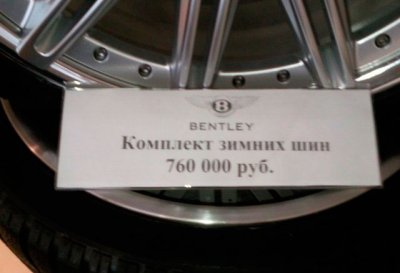 B
BENTLEY
Комплект зимних шин
760 000 руб.